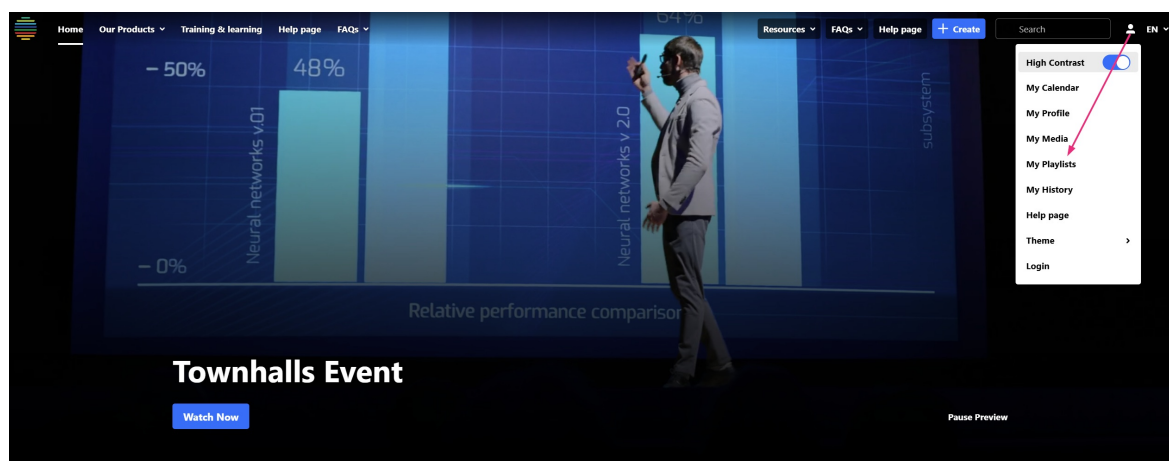 Home Our Products Training & learning Help page FAQs Resources FAQs Help page + Create Search EN
64%
High Contrast
– 50% 48%
My Calendar
My Profile
My Media
My Playlists
My History
Help page
Theme
Login
Neural networks v.01
Neural networks v 2.0
subsystem
– 0%
Relative performance comparison
Townhalls Event
Watch Now Pause Preview